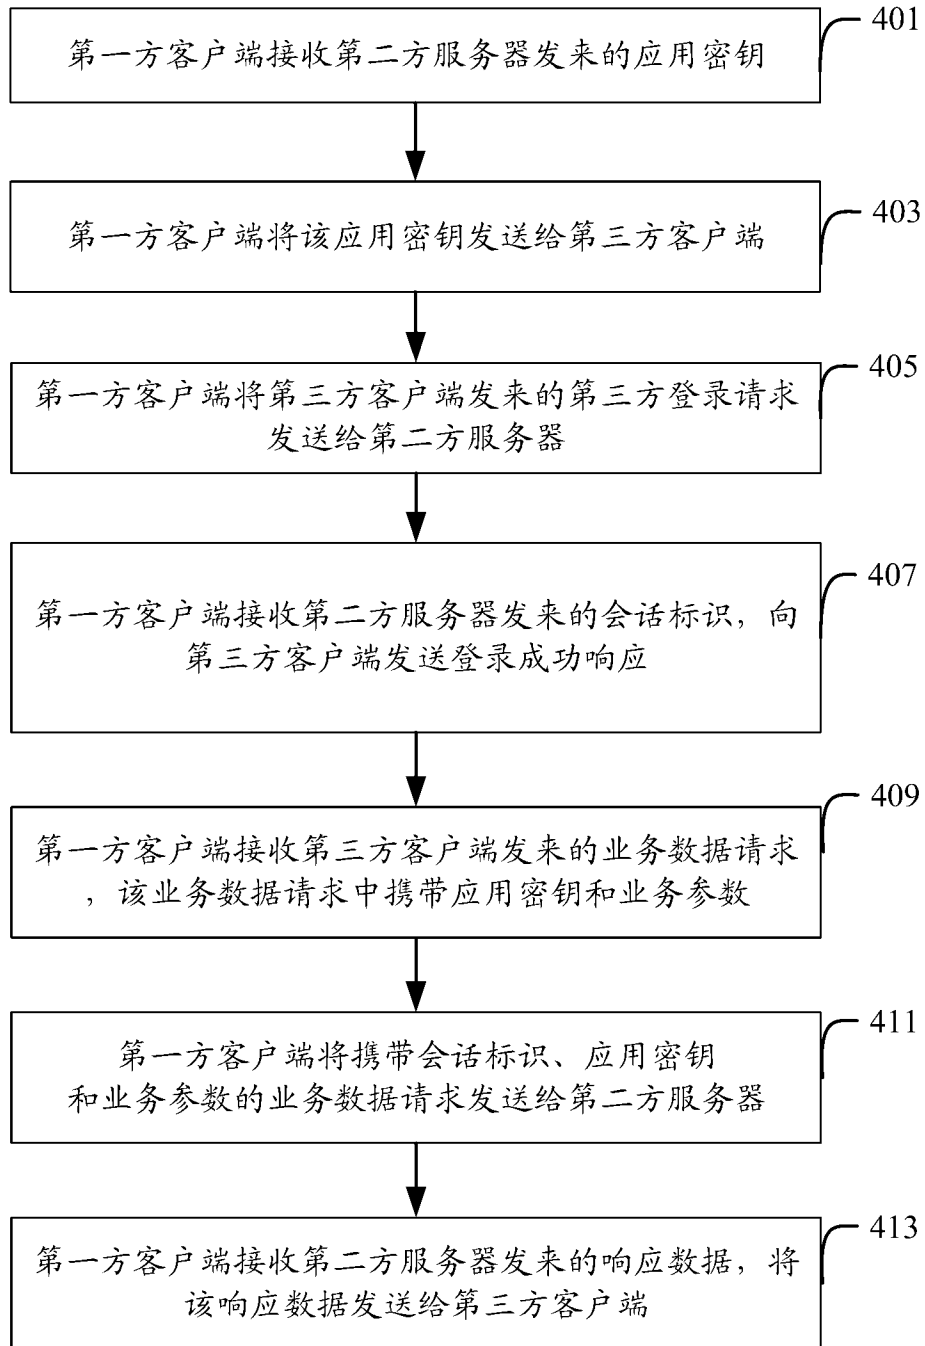 401
第一方客户端接收第二方服务器发来的应用密钥
403
第一方客户端将该应用密钥发送给第三方客户端
405
第一方客户端将第三方客户端发来的第三方登录请求
发送给第二方服务器
407
第一方客户端接收第二方服务器发来的会话标识，向
第三方客户端发送登录成功响应
409
第一方客户端接收第三方客户端发来的业务数据请求
，该业务数据请求中携带应用密钥和业务参数
411
第一方客户端将携带会话标识、应用密钥
和业务参数的业务数据请求发送给第二方服务器
413
第一方客户端接收第二方服务器发来的响应数据，将
该响应数据发送给第三方客户端